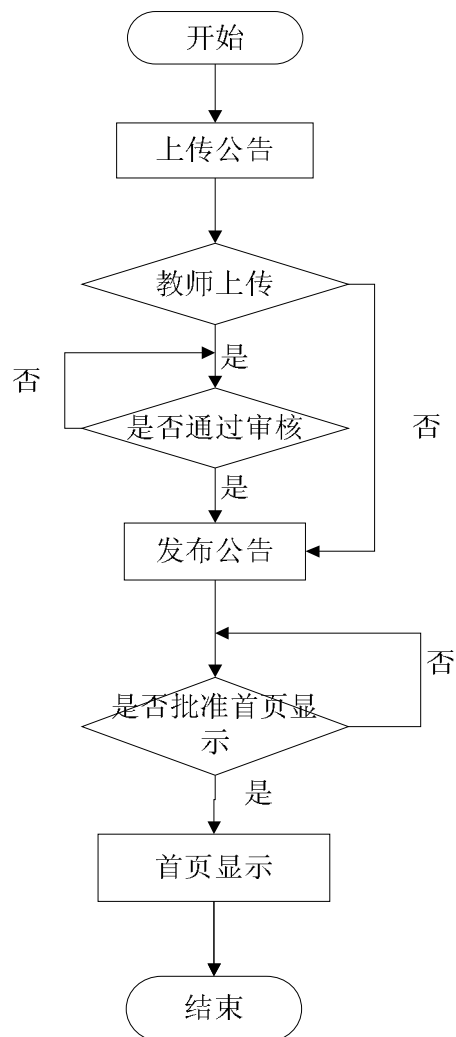 开始
上传公告
教师上传
是
否
是否通过审核
否
是
发布公告
否
是否批准首页显
示
是
首页显示
结束